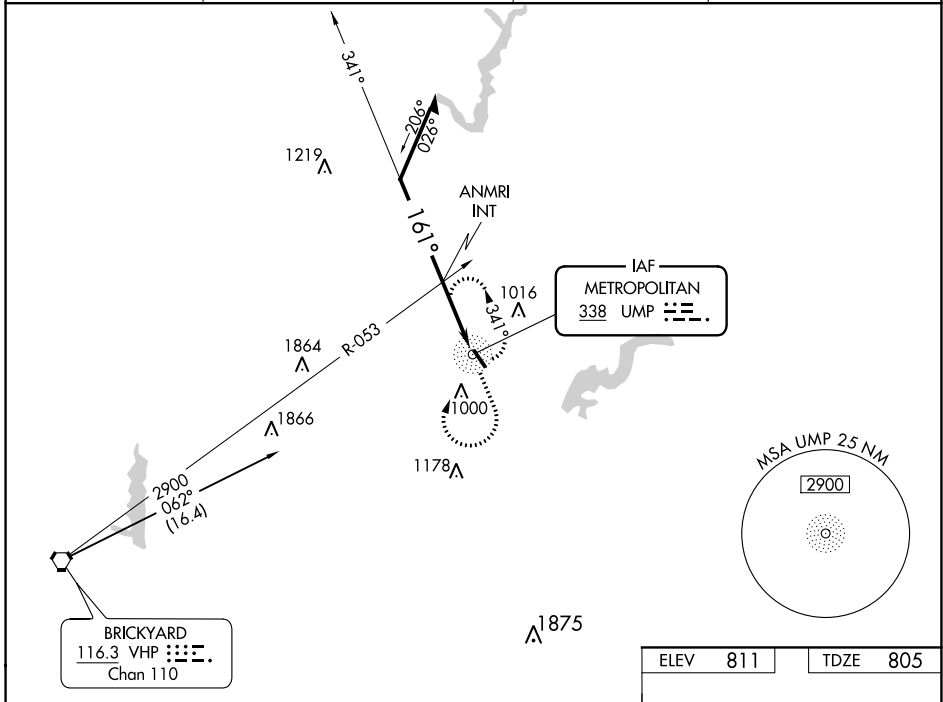 341°
206°
026°
1219
ANMRI
INT
161°
IAF
METROPOLITAN
338 UMP
1016
341°
R-053
1864
1000
1866
1178
MSA UMP 25 NM
2900
2900
062°
(16.4)
BRICKYARD
116.3 VHP
Chan 110
1875
ELEV 811 TDZE 805